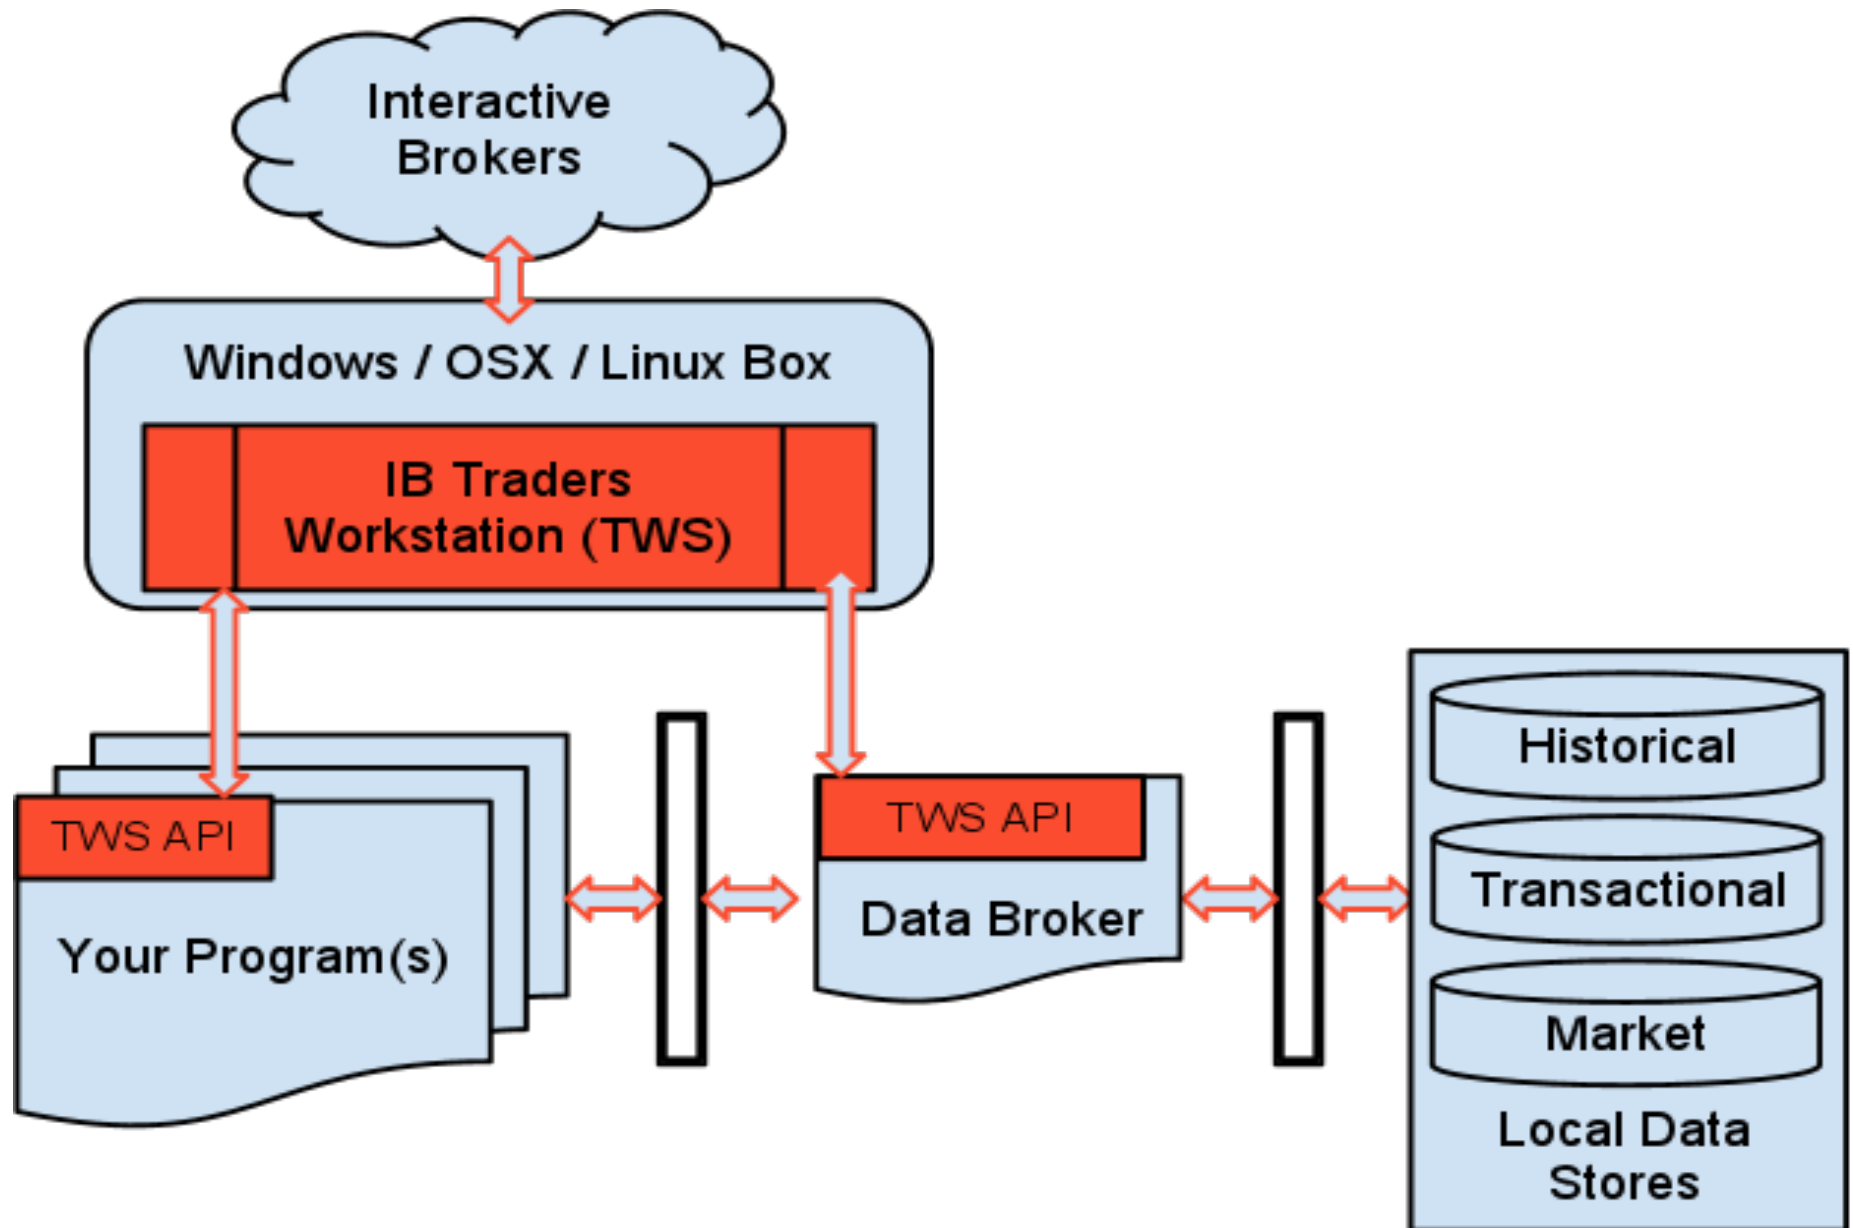 Interactive
Brokers
Windows / OSX / Linux Box
IB Traders
Workstation (TWS)
TWS API
Your Program(s)
TWS API
Data Broker
Historical
Transactional
Market
Local Data
Stores